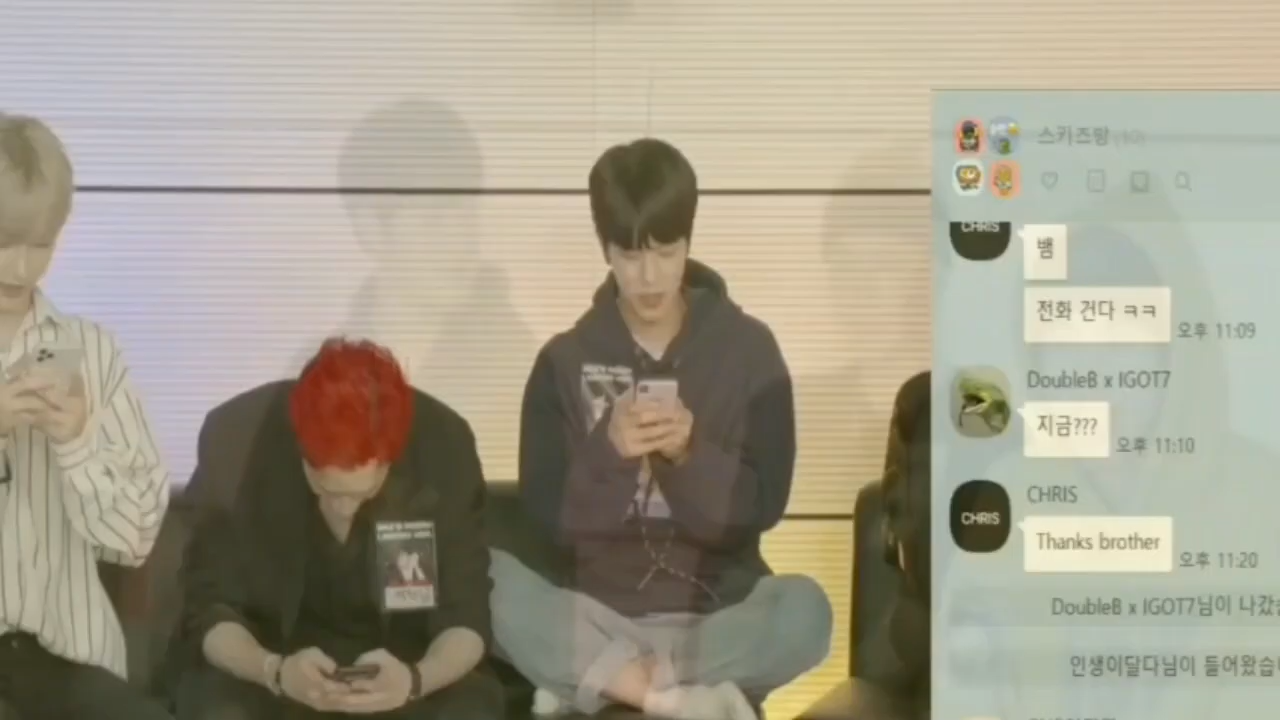 스키즈팡
CHRIS
뱀
전화 건다 ㅋㅋ
오후 11:09
DoubleB x IGOT7
지금???
오후 11:10
CHRIS
CHRIS
Thanks brother
오후 11:20
DoubleB x IGOT7님이 나갔
인생이달다님이 들어왔습